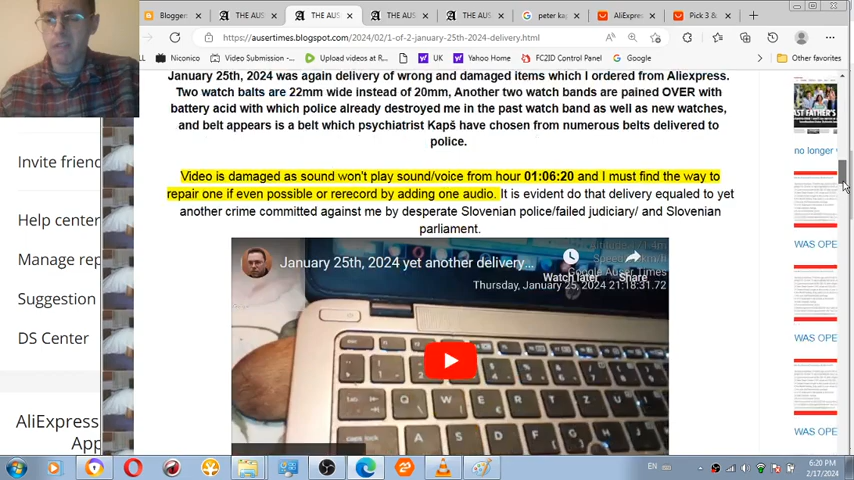 Bloggen
THE AUS
THE AUS
THE AUS
THE AUS
peter ka
AliExpres
Pick 3 &
https://ausertimes.blogspot.com/2024/02/1-of-2-january-25th-2024-delivery.html
Windows Movie
Video Submission -
Upload videos at R...
UK
Yahoo Home
FC2ID Control Panel
Google
Other favorites
January 25th, 2024 was again delivery of wrong and damaged items which I ordered from Aliexpress.
Two watch balts are 22mm wide instead of 20mm, Another two watch bands are pained OVER with
battery acid with which police already destroyed me in the past watch band as well as new watches,
and belt appears is a belt which psychiatrist Kapš have chosen from numerous belts delivered to
police.
Video is damaged as sound won't play sound/voice from hour 01:06:20 and I must find the way to
repair one if even possible or rerecord by adding one audio. It is evident do that delivery equaled to yet
another crime committed against me by desperate Slovenian police/failed judiciary/ and Slovenian
parliament.
January 25th, 2024 yet another delivery...
Watch later
Share
Google Auser Times
Thursday, January 25, 2024 21:18:31.72
Invite friend
Help center
Manage rep
Suggestion
DS Center
AliExpress
App
no longer
WAS OPE
WAS OPE
WAS OPE
EN
6:20 PM
2/17/2024